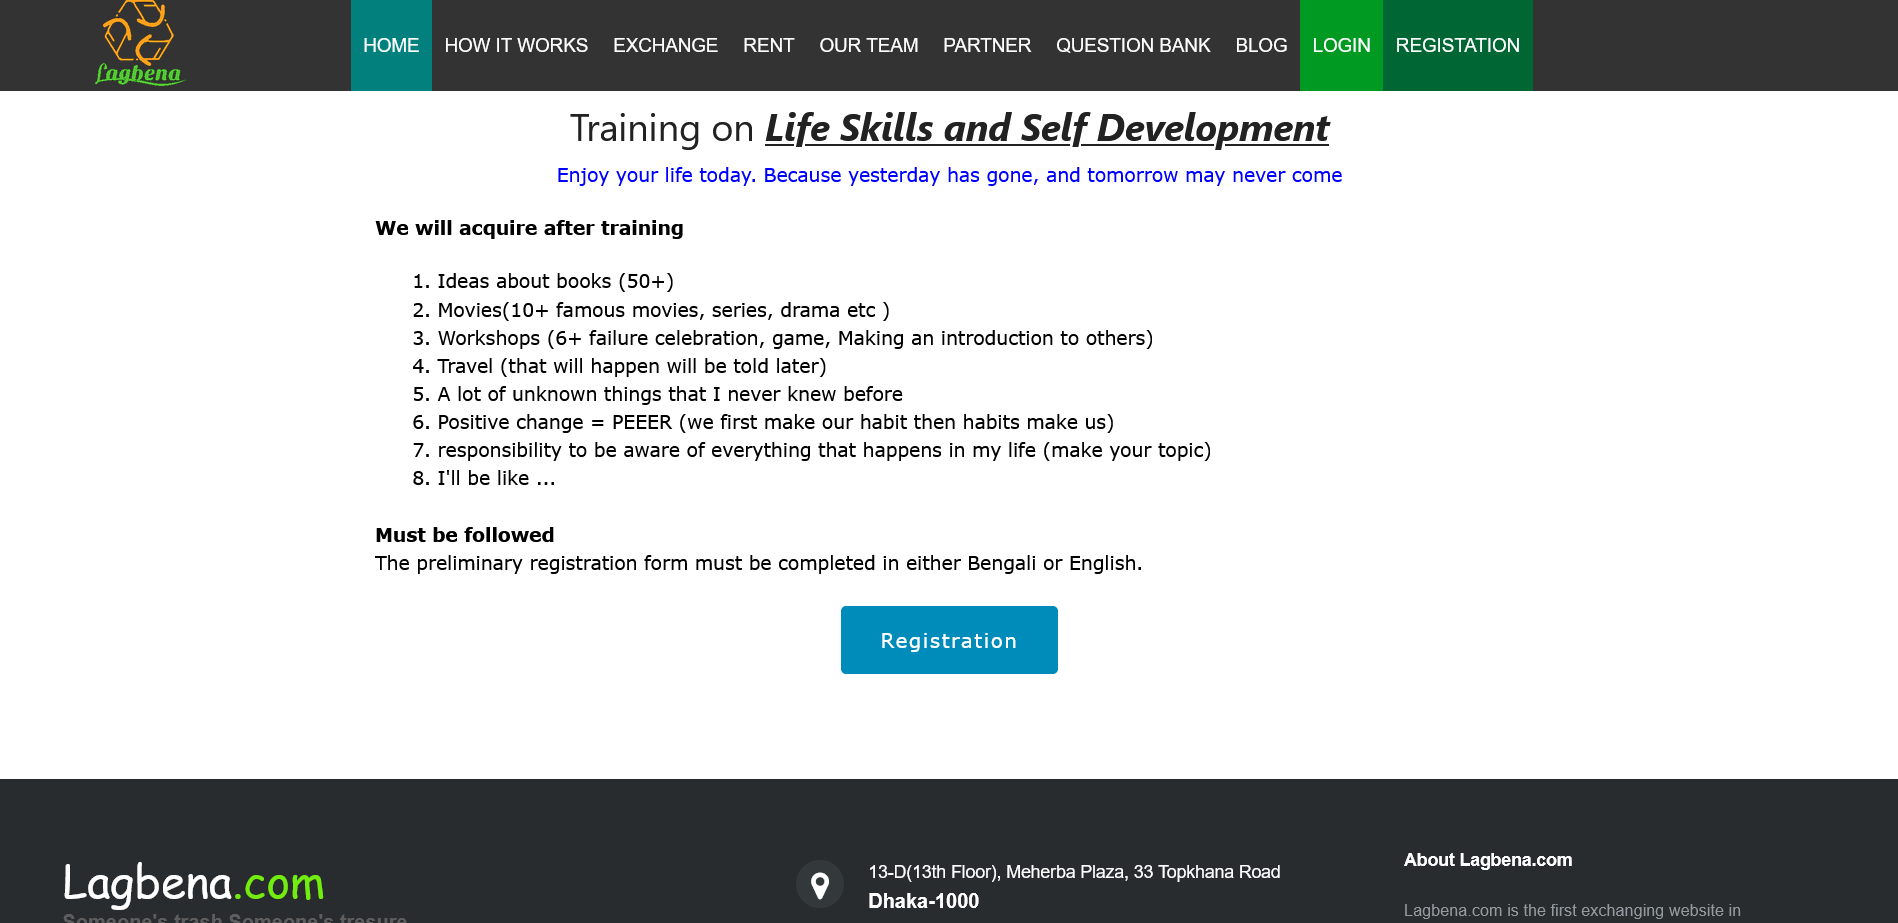 Lagbena
HOME HOW IT WORKS EXCHANGE RENT OUR TEAM PARTNER QUESTION BANK BLOG LOGIN REGISTATION
Training on Life Skills and Self Development
Enjoy your life today. Because yesterday has gone, and tomorrow may never come
We will acquire after training
1. Ideas about books (50+)
2. Movies(10+ famous movies, series, drama etc )
3. Workshops (6+ failure celebration, game, Making an introduction to others)
4. Travel (that will happen will be told later)
5. A lot of unknown things that I never knew before
6. Positive change = PEEER (we first make our habit then habits make us)
7. responsibility to be aware of everything that happens in my life (make your topic)
8. I'll be like ...
Must be followed
The preliminary registration form must be completed in either Bengali or English.
Registration
Lagbena.com
Someone's trash Someone's tresure
13-D(13th Floor), Meherba Plaza, 33 Topkhana Road
Dhaka-1000
About Lagbena.com
Lagbena.com is the first exchanging website in